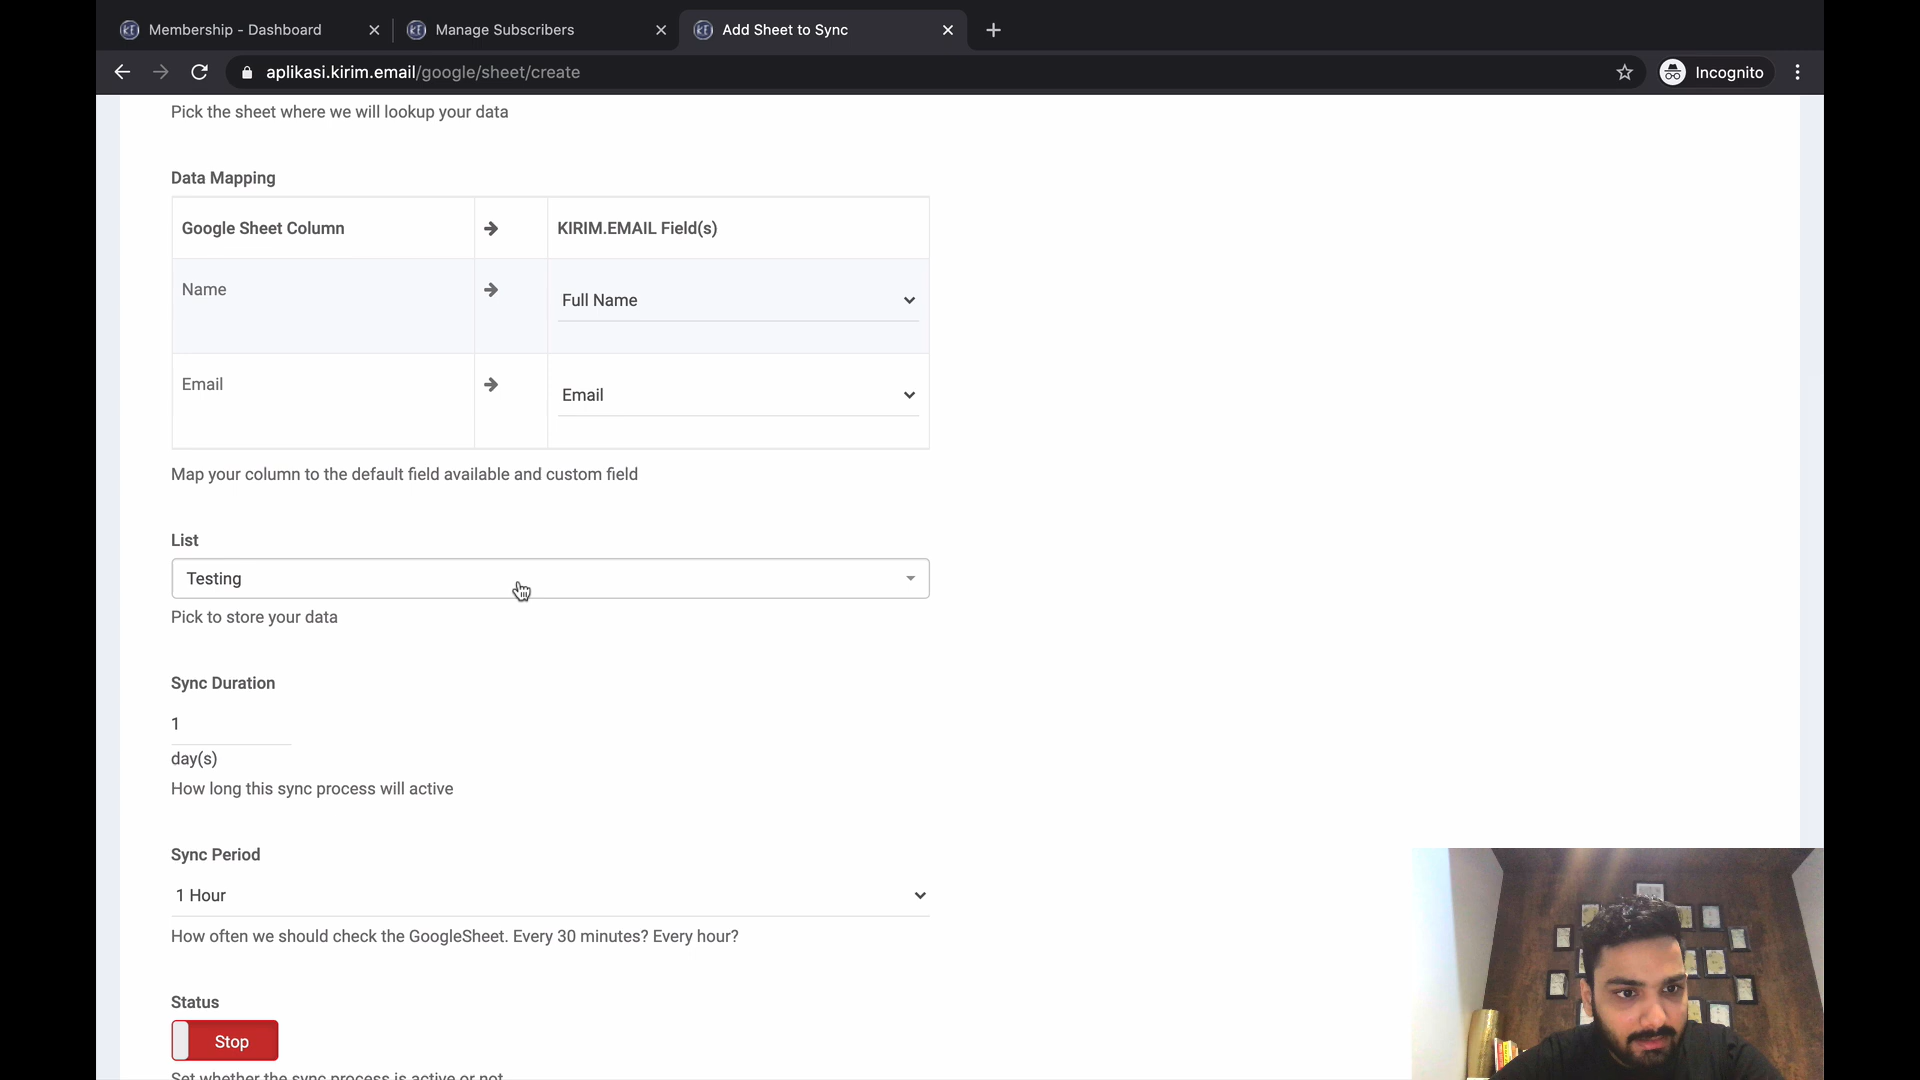 Membership - Dashboard
Manage Subscribers
Add Sheet to Sync
aplikasi.kirim.email/google/sheet/create
Incognito
Pick the sheet where we will lookup your data
Data Mapping
Google Sheet Column
KIRIM.EMAIL Field(s)
Name
Full Name
Email
Email
Map your column to the default field available and custom field
List
Testing
Pick to store your data
Sync Duration
1
day(s)
How long this sync process will active
Sync Period
1 Hour
How often we should check the GoogleSheet. Every 30 minutes? Every hour?
Status
Stop
Set whether the sync process is active or not